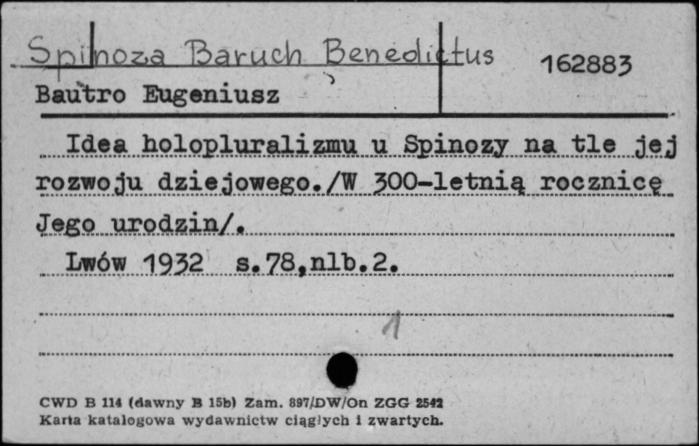 Spinoza Baruch Benedictus
162883
Bautro Eugeniusz
Idea holopluralizmu u Spinozy na tle jej
rozwoju dziejowego./W 300-letnią rocznicę
Jego urodzin/.
Lwów 1932 s.78,nlb.2.
1
CWD B 114 (dawny B 15b) Zam. 897/DW/On ZGG 2542
Karta katalogowa wydawnictw ciągłych i zwartych.